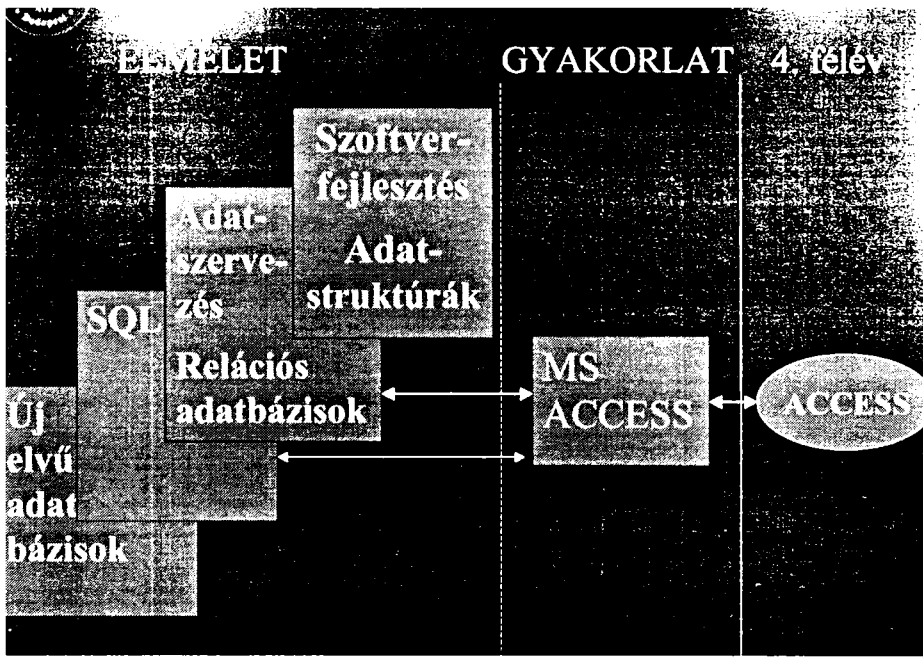 Budapest
ELMÉLET
GYAKORLAT
4. félév
Szoftver-
fejlesztés
Adat-
struktúrák
Adat-
szerve-
zés
Relációs
adatbázisok
SQL
Új
elvű
adat
bázisok
MS
ACCESS
ACCESS